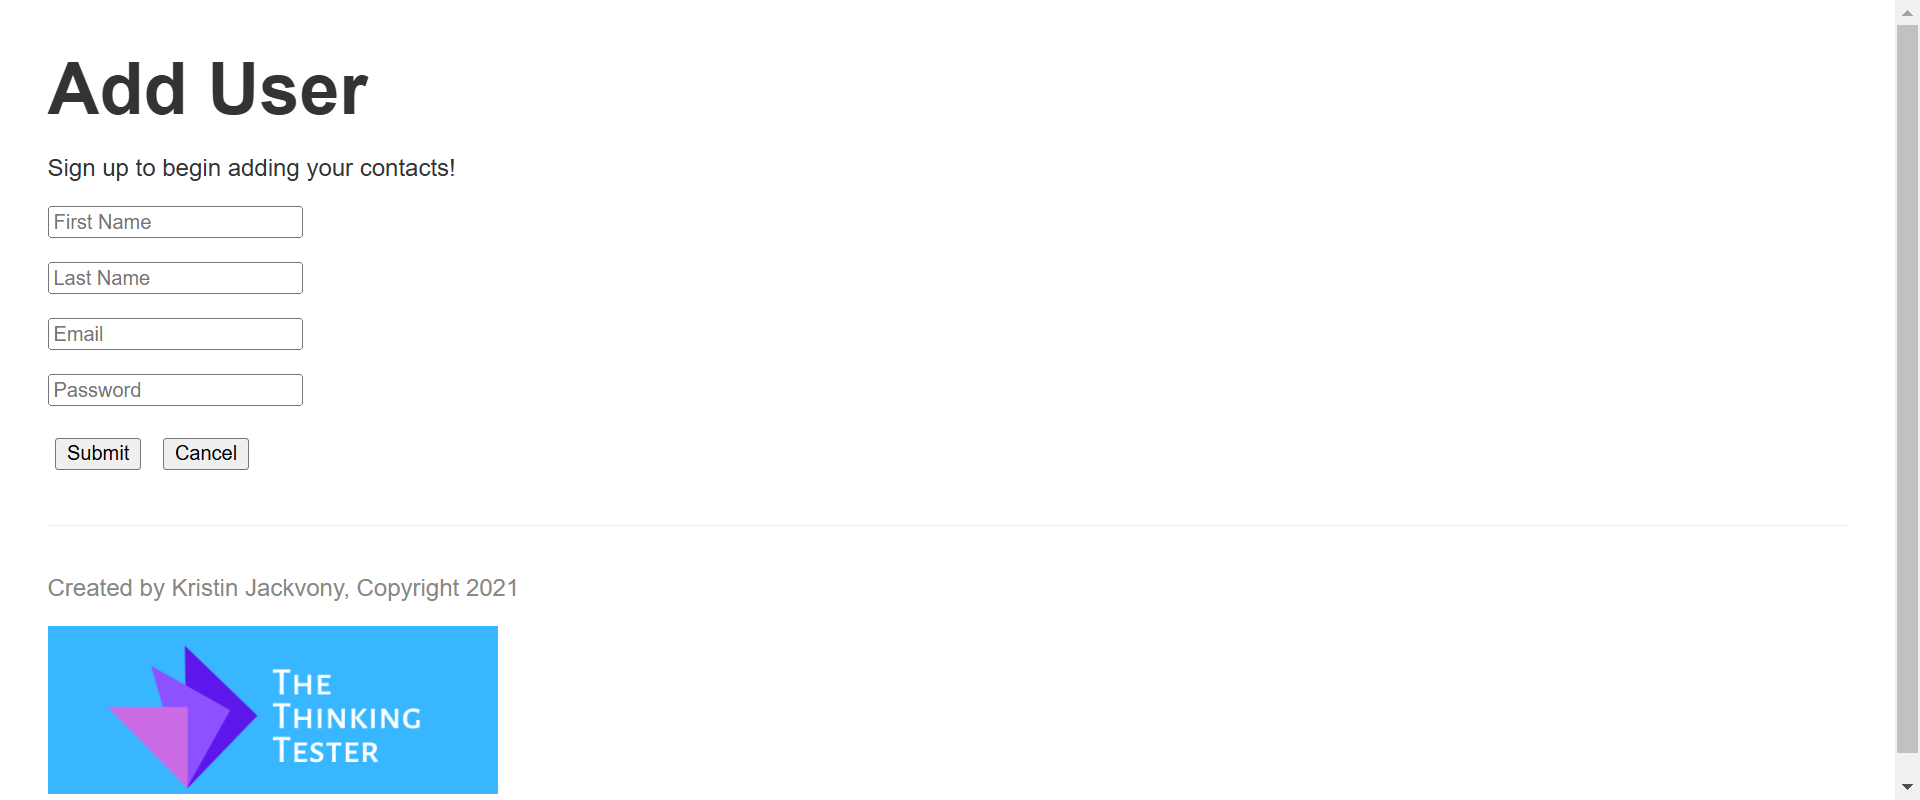 Add User
Sign up to begin adding your contacts!
First Name
Last Name
Email
Password
Submit Cancel
Created by Kristin Jackvony, Copyright 2021
THE
THINKING
TESTER